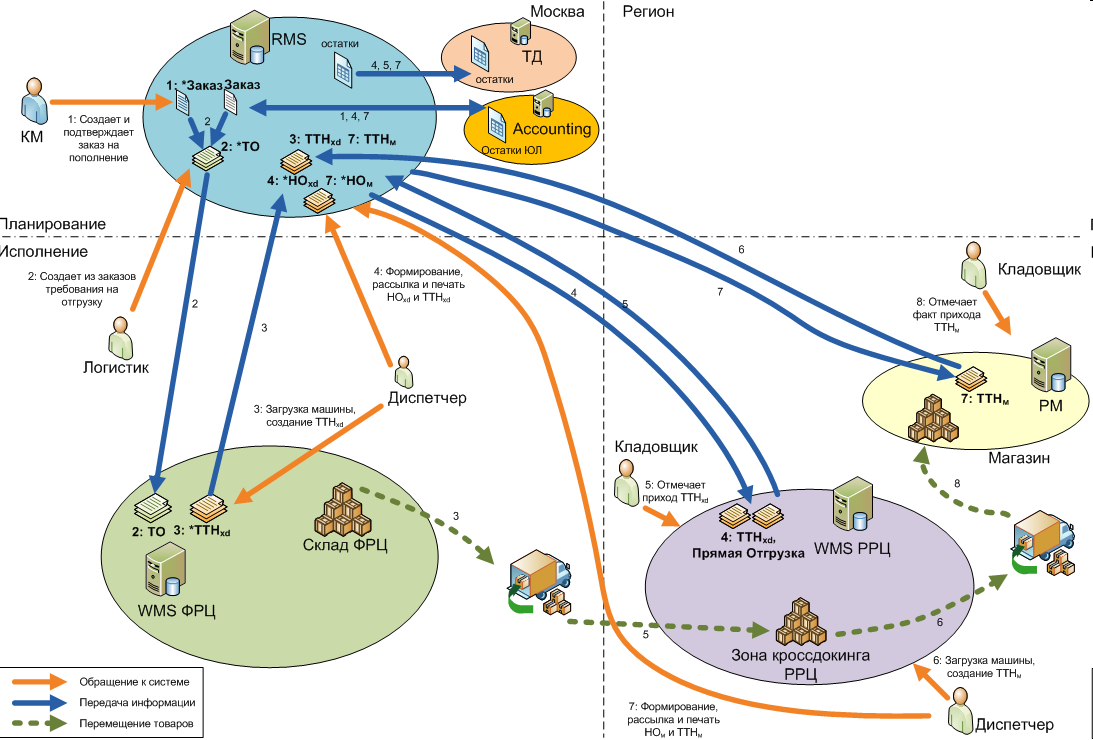 Москва
Регион
RMS
остатки
ТД
остатки
4, 5, 7
1: *Заказ
Заказ
Accounting
Остатки ЮЛ
1, 4, 7
КМ
1: Создает и
подтверждает
заказ на
пополнение
2
2: *ТО
3: ТТНxd
7: ТТНм
4: *НОxd
7: *НОм
Планирование
Исполнение
2: Создает из заказов
требования на
отгрузку
4: Формирование,
рассылка и печать
НОxd и ТТНxd
6
7
4
5
2
3
Кладовщик
8: Отмечает
факт прихода
ТТНм
Логистик
Диспетчер
3: Загрузка машины,
создание ТТНxd
7: ТТНм
РМ
Магазин
Кладовщик
5: Отмечает
приход ТТНxd
8
2: ТО
3: *ТТНxd
Склад ФРЦ
3
WMS ФРЦ
4: ТТНxd,
Прямая Отгрузка
WMS РРЦ
5
6
Зона кроссдокинга
РРЦ
6: Загрузка машины,
создание ТТНм
7: Формирование,
рассылка и печать
НОм и ТТНм
Диспетчер
Обращение к системе
Передача информации
Перемещение товаров